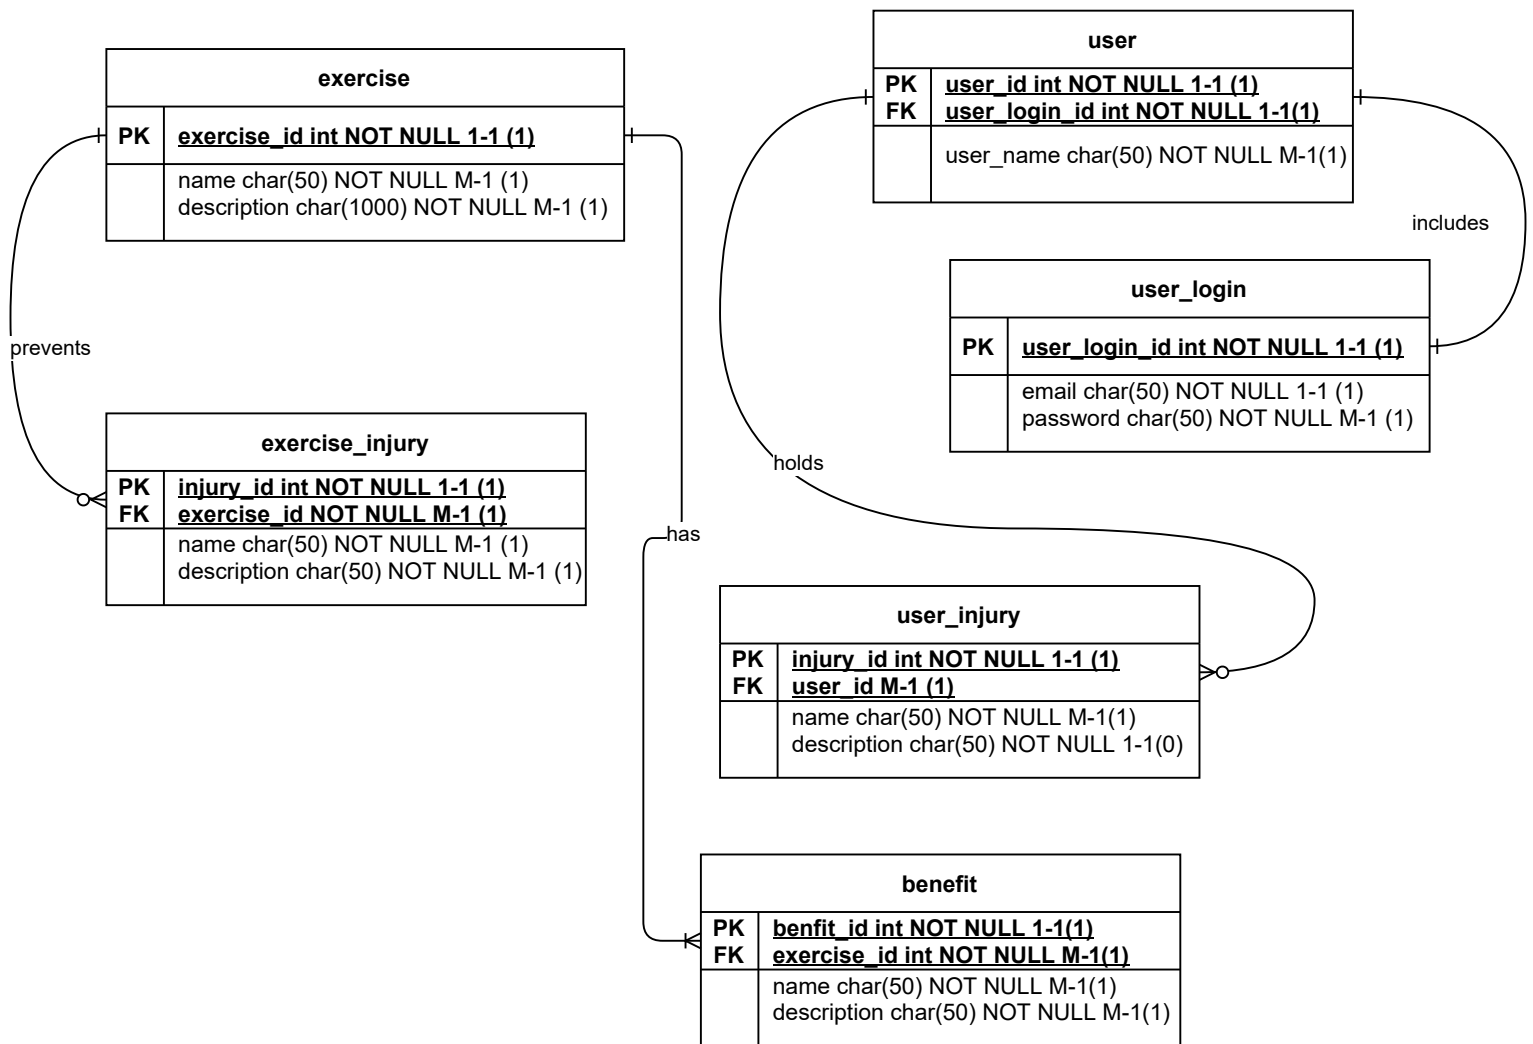 exercise
PK exercise_id int NOT NULL 1-1 (1)
name char(50) NOT NULL M-1 (1)
description char(1000) NOT NULL M-1 (1)
prevents
exercise_injury
PK injury_id int NOT NULL 1-1 (1)
FK exercise_id NOT NULL M-1 (1)
name char(50) NOT NULL M-1 (1)
description char(50) NOT NULL M-1 (1)
has
user
PK user_id int NOT NULL 1-1 (1)
FK user_login_id int NOT NULL 1-1(1)
user_name char(50) NOT NULL M-1(1)
includes
user_login
PK user_login_id int NOT NULL 1-1 (1)
email char(50) NOT NULL 1-1 (1)
password char(50) NOT NULL M-1 (1)
holds
user_injury
PK injury_id int NOT NULL 1-1 (1)
FK user_id M-1 (1)
name char(50) NOT NULL M-1(1)
description char(50) NOT NULL 1-1(0)
benefit
PK benfit_id int NOT NULL 1-1(1)
FK exercise_id int NOT NULL M-1(1)
name char(50) NOT NULL M-1(1)
description char(50) NOT NULL M-1(1)